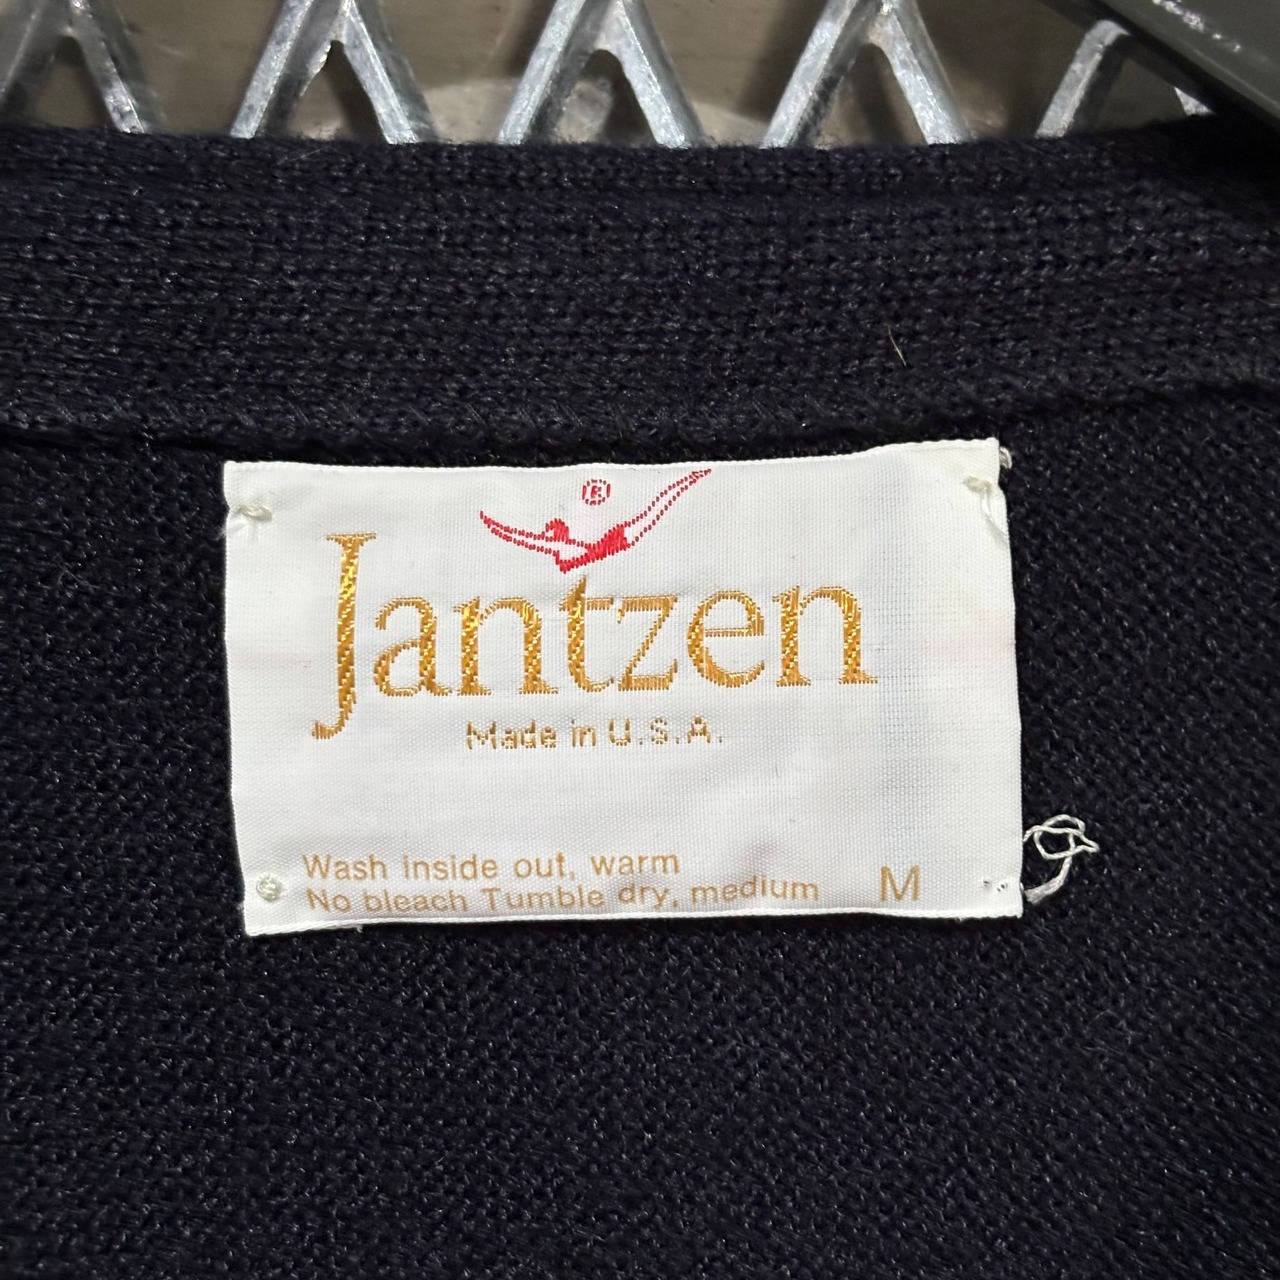 ®
Jantzen
Made in U.S.A.
Wash inside out, warm
No bleach Tumble dry, medium M